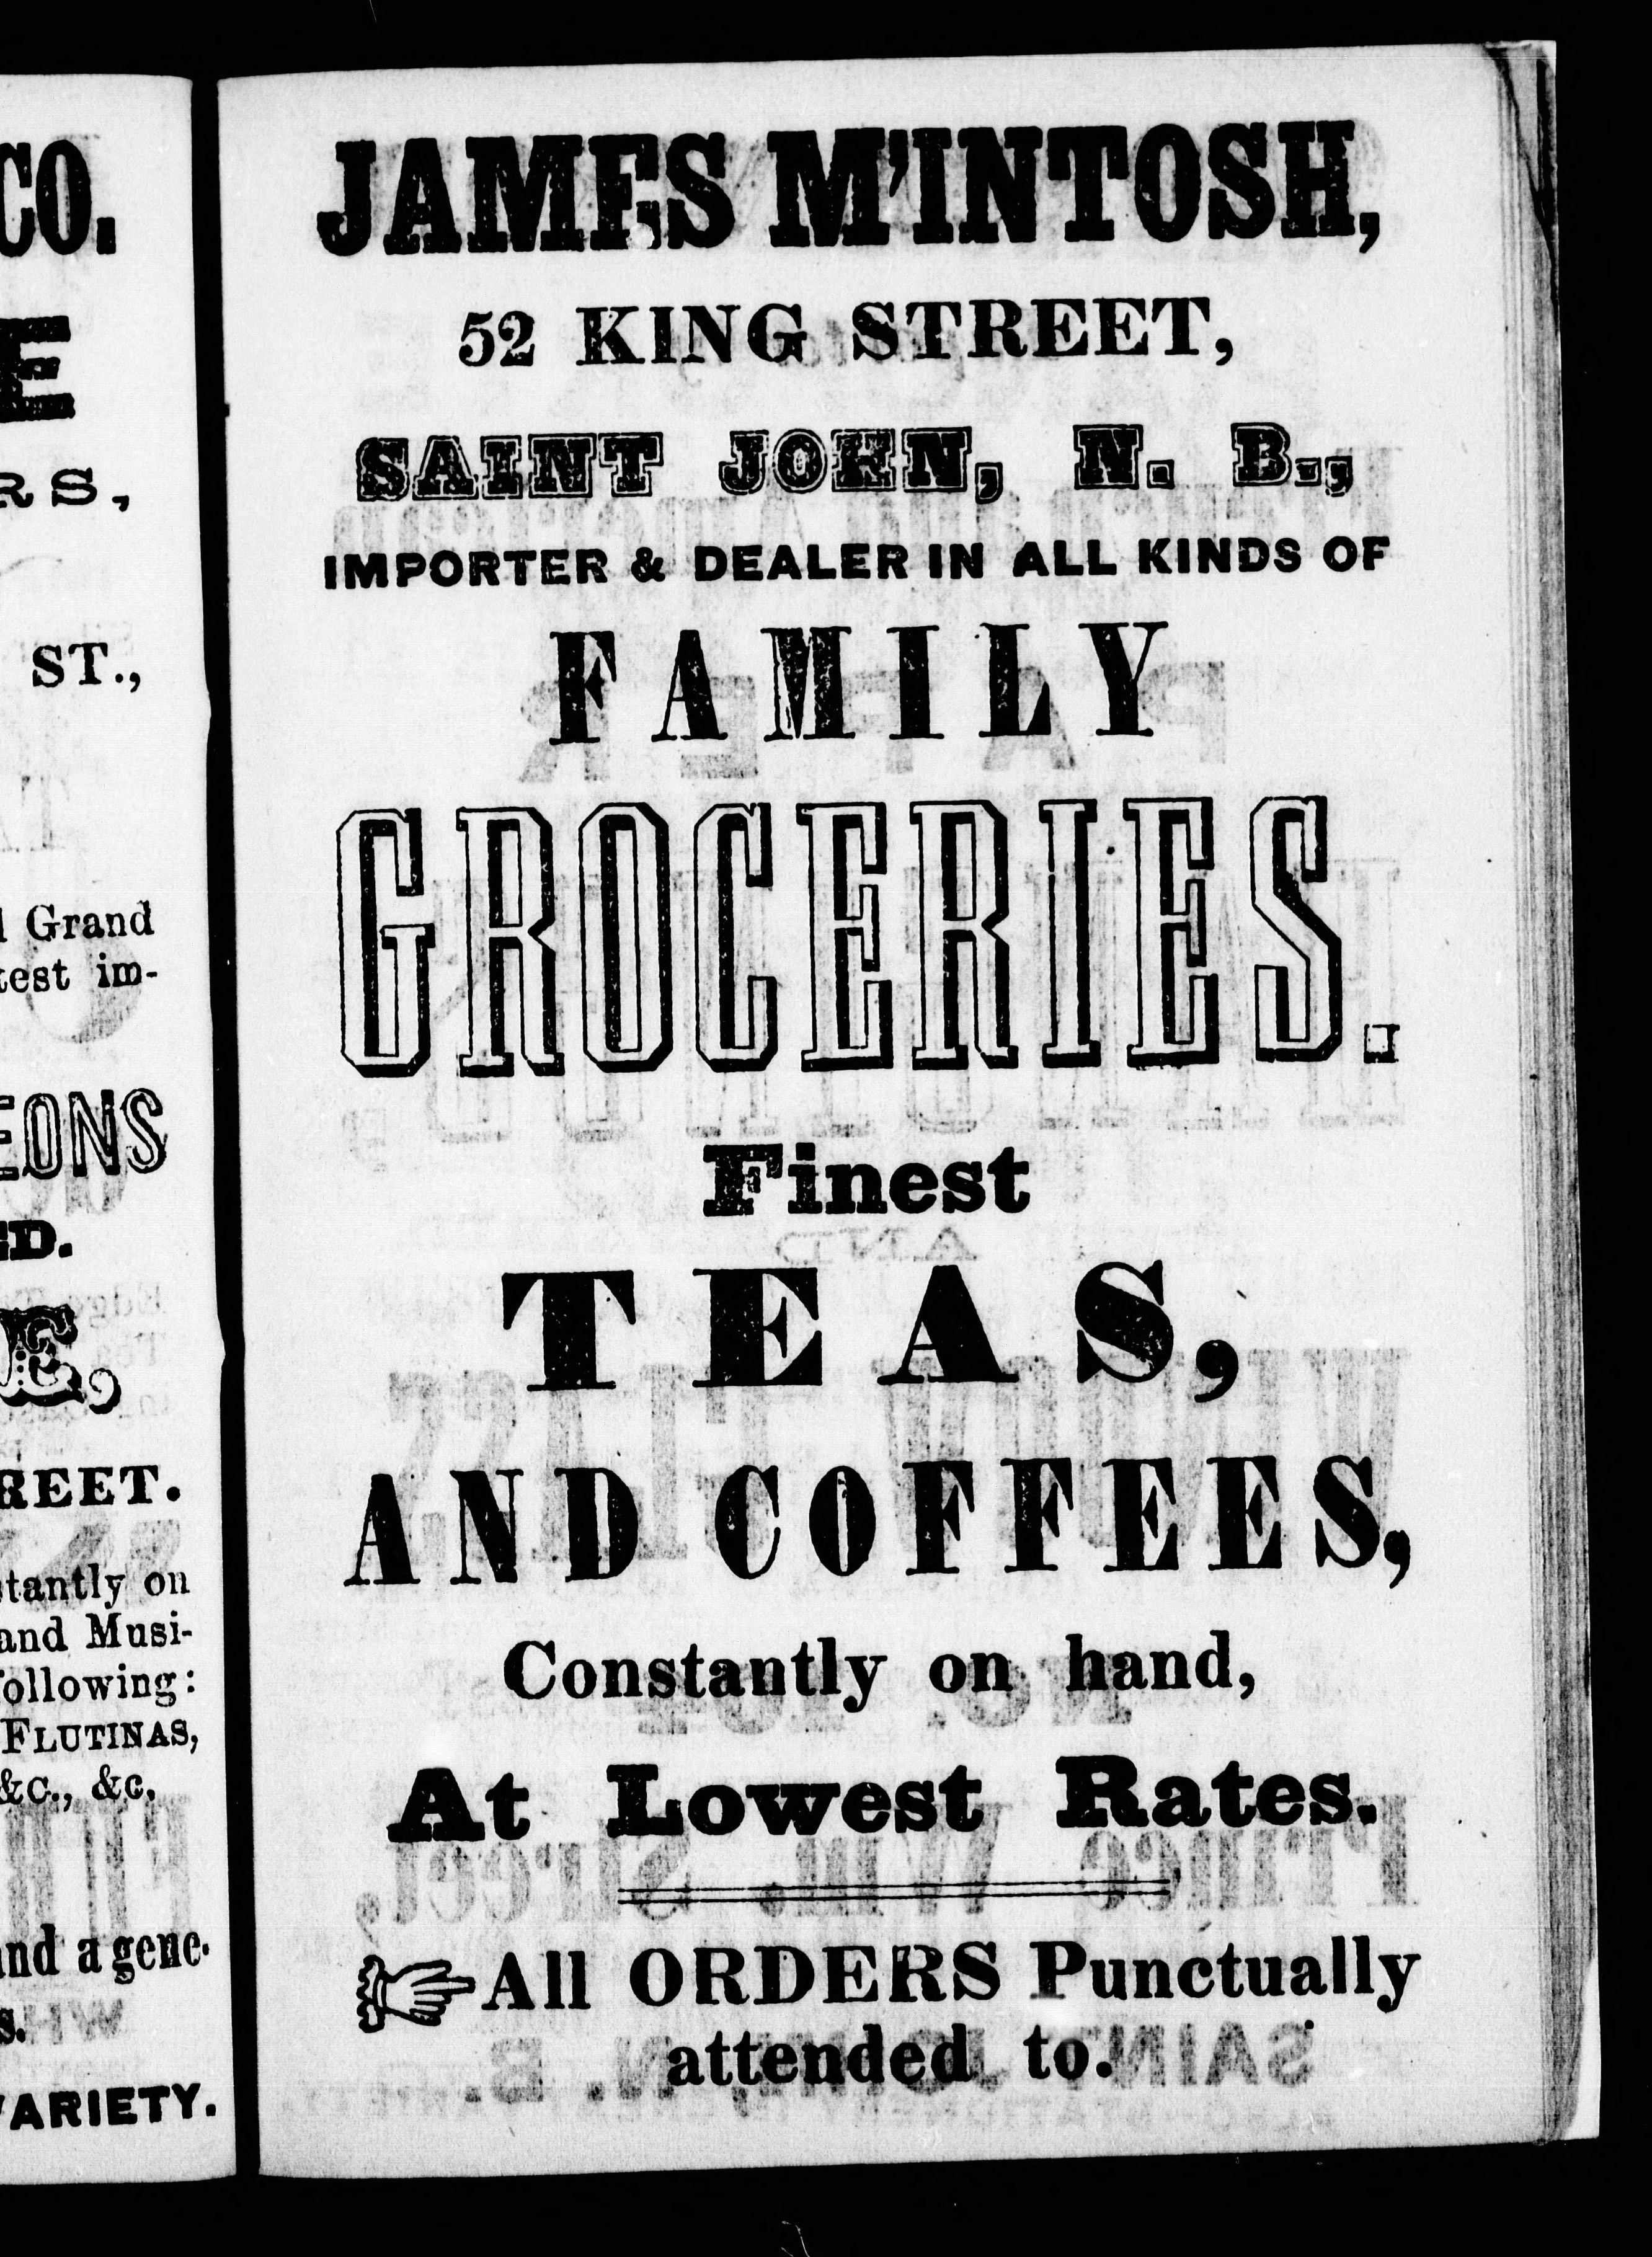 CO.
E
RS,
ST.,
Grand
test im-
EONS
ED.
E,
REET.
stantly on
and Musi-
following:
FLUTINAS,
&c., &c.
and a gene-
s.
VARIETY.
JAMES M'INTOSH,
52 KING STREET,
SAINT JOHN, N. B.,
IMPORTER & DEALER IN ALL KINDS OF
FAMILY
GROCERIES.
Finest
TEAS,
AND COFFEES,
Constantly on hand,
At Lowest Rates.
☞All ORDERS Punctually
attended to.